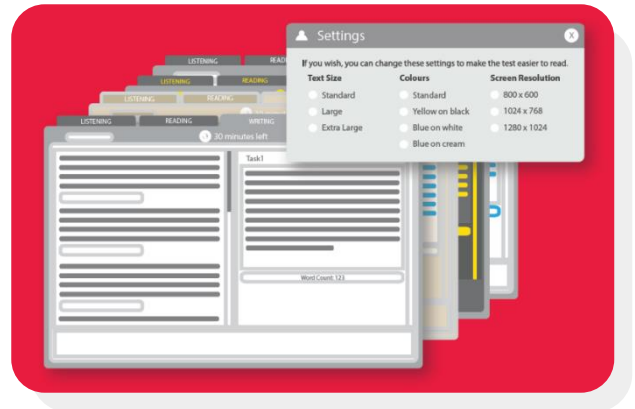 Settings
X
If you wish, you can change these settings to make the test easier to read.
Text Size
Standard
Large
Extra Large
Colours
Standard
Yellow on black
Blue on white
Blue on cream
Screen Resolution
800 x 600
1024 x 768
1280 x 1024
LISTENING READ
LISTENING READING
LISTENING READING
LISTENING READING WRITING
30 minutes left
Task1
Word Count: 123